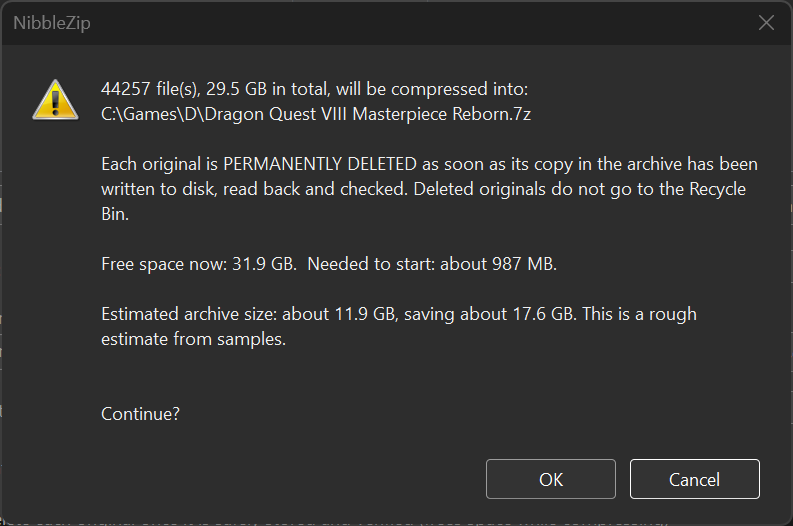 NibbleZip
44257 file(s), 29.5 GB in total, will be compressed into:
C:\Games\D\Dragon Quest VIII Masterpiece Reborn.7z
Each original is PERMANENTLY DELETED as soon as its copy in the archive has been
written to disk, read back and checked. Deleted originals do not go to the Recycle
Bin.
Free space now: 31.9 GB.  Needed to start: about 987 MB.
Estimated archive size: about 11.9 GB, saving about 17.6 GB. This is a rough
estimate from samples.
Continue?
OK
Cancel